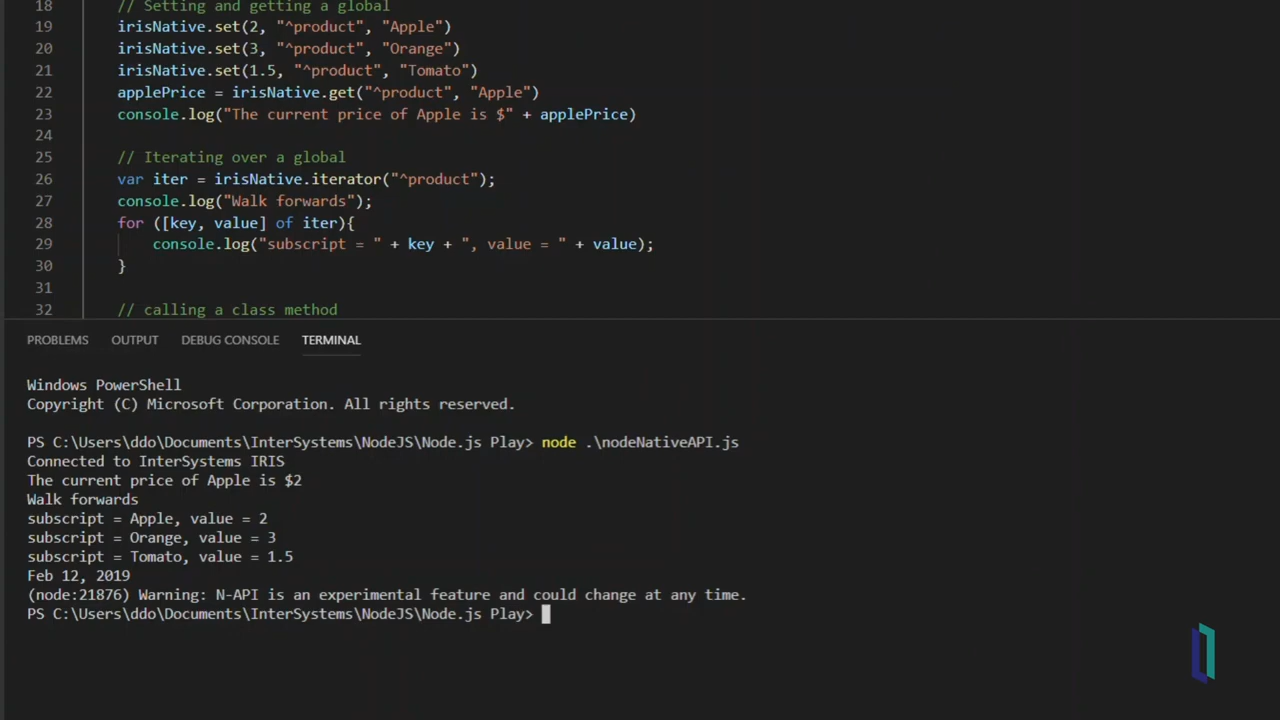 18 // Setting and getting a global
19 irisNative.set(2, "^product", "Apple")
20 irisNative.set(3, "^product", "Orange")
21 irisNative.set(1.5, "^product", "Tomato")
22 applePrice = irisNative.get("^product", "Apple")
23 console.log("The current price of Apple is $" + applePrice)
24
25 // Iterating over a global
26 var iter = irisNative.iterator("^product");
27 console.log("Walk forwards");
28 for ([key, value] of iter){
29 console.log("subscript = " + key + ", value = " + value);
30 }
31
32 // calling a class method
PROBLEMS OUTPUT DEBUG CONSOLE TERMINAL
Windows PowerShell
Copyright (C) Microsoft Corporation. All rights reserved.
PS C:\Users\ddo\Documents\InterSystems\NodeJS\Node.js Play> node .\nodeNativeAPI.js
Connected to InterSystems IRIS
The current price of Apple is $2
Walk forwards
subscript = Apple, value = 2
subscript = Orange, value = 3
subscript = Tomato, value = 1.5
Feb 12, 2019
(node:21876) Warning: N-API is an experimental feature and could change at any time.
PS C:\Users\ddo\Documents\InterSystems\NodeJS\Node.js Play>